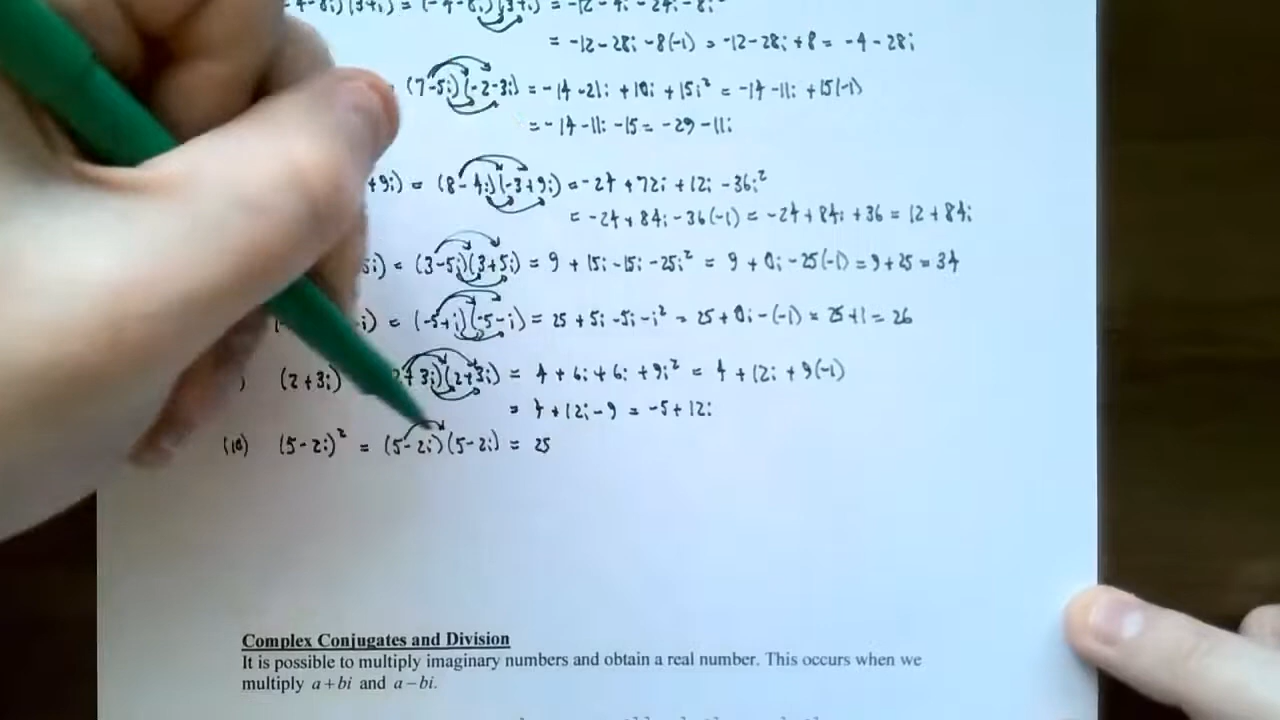 -4-8i)(3+i) = (-4-8i)(3+i) = -12-4i-24i-8i²
= -12-28i-8(-1) = -12-28i+8 = -4-28i
(7-5i)(-2-3i) = -14-21i+10i+15i² = -14-11i+15(-1)
= -14-11i-15 = -29-11i
+9i) = (8-4i)(-3+9i) = -24+72i+12i-36i²
= -24+84i-36(-1) = -24+84i+36 = 12+84i
5i) = (3-5i)(3+5i) = 9+15i-15i-25i² = 9+0i-25(-1) = 9+25 = 34
i) = (-5+i)(-5-i) = 25+5i-5i-i² = 25+0i-(-1) = 25+1 = 26
) (2+3i) 2+3i)(2+3i) = 4+6i+6i+9i² = 4+12i+9(-1)
= 4+12i-9 = -5+12i
(10) (5-2i)² = (5-2i)(5-2i) = 25
Complex Conjugates and Division
It is possible to multiply imaginary numbers and obtain a real number. This occurs when we
multiply a+bi and a-bi.